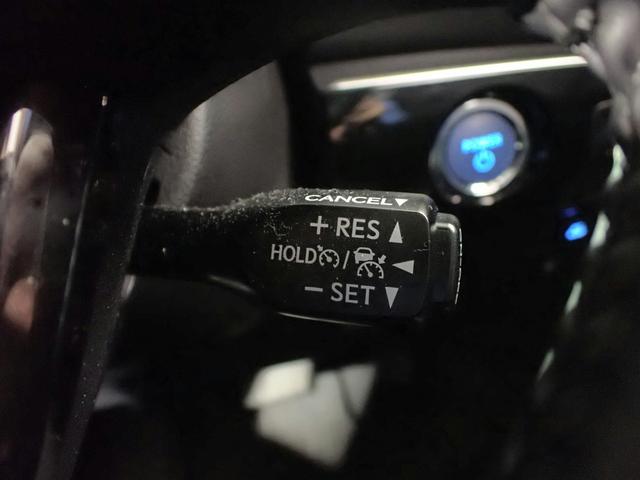 CANCEL▼
+ RES ▲
HOLD / ◀
− SET ▼
POWER